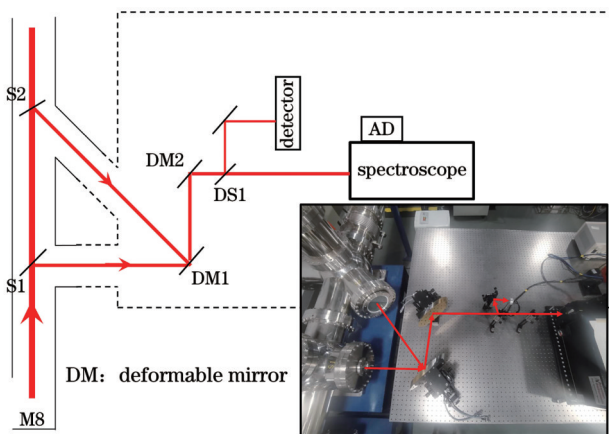 S2
detector
AD
DM2
spectroscope
DS1
S1
DM1
DM: deformable mirror
M8